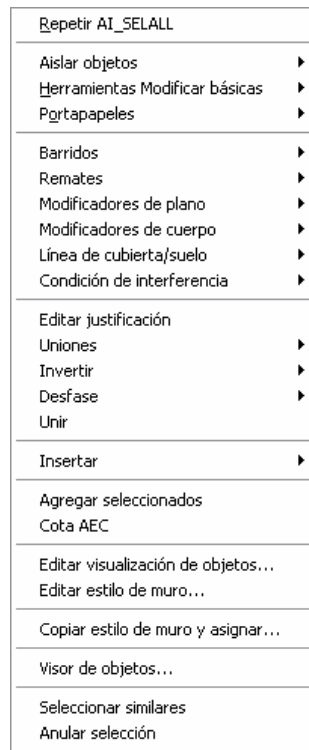 Repetir AI_SELALL
Aislar objetos
Herramientas Modificar básicas
Portapapeles
Barridos
Remates
Modificadores de plano
Modificadores de cuerpo
Línea de cubierta/suelo
Condición de interferencia
Editar justificación
Uniones
Invertir
Desfase
Unir
Insertar
Agregar seleccionados
Cota AEC
Editar visualización de objetos...
Editar estilo de muro...
Copiar estilo de muro y asignar...
Visor de objetos...
Seleccionar similares
Anular selección